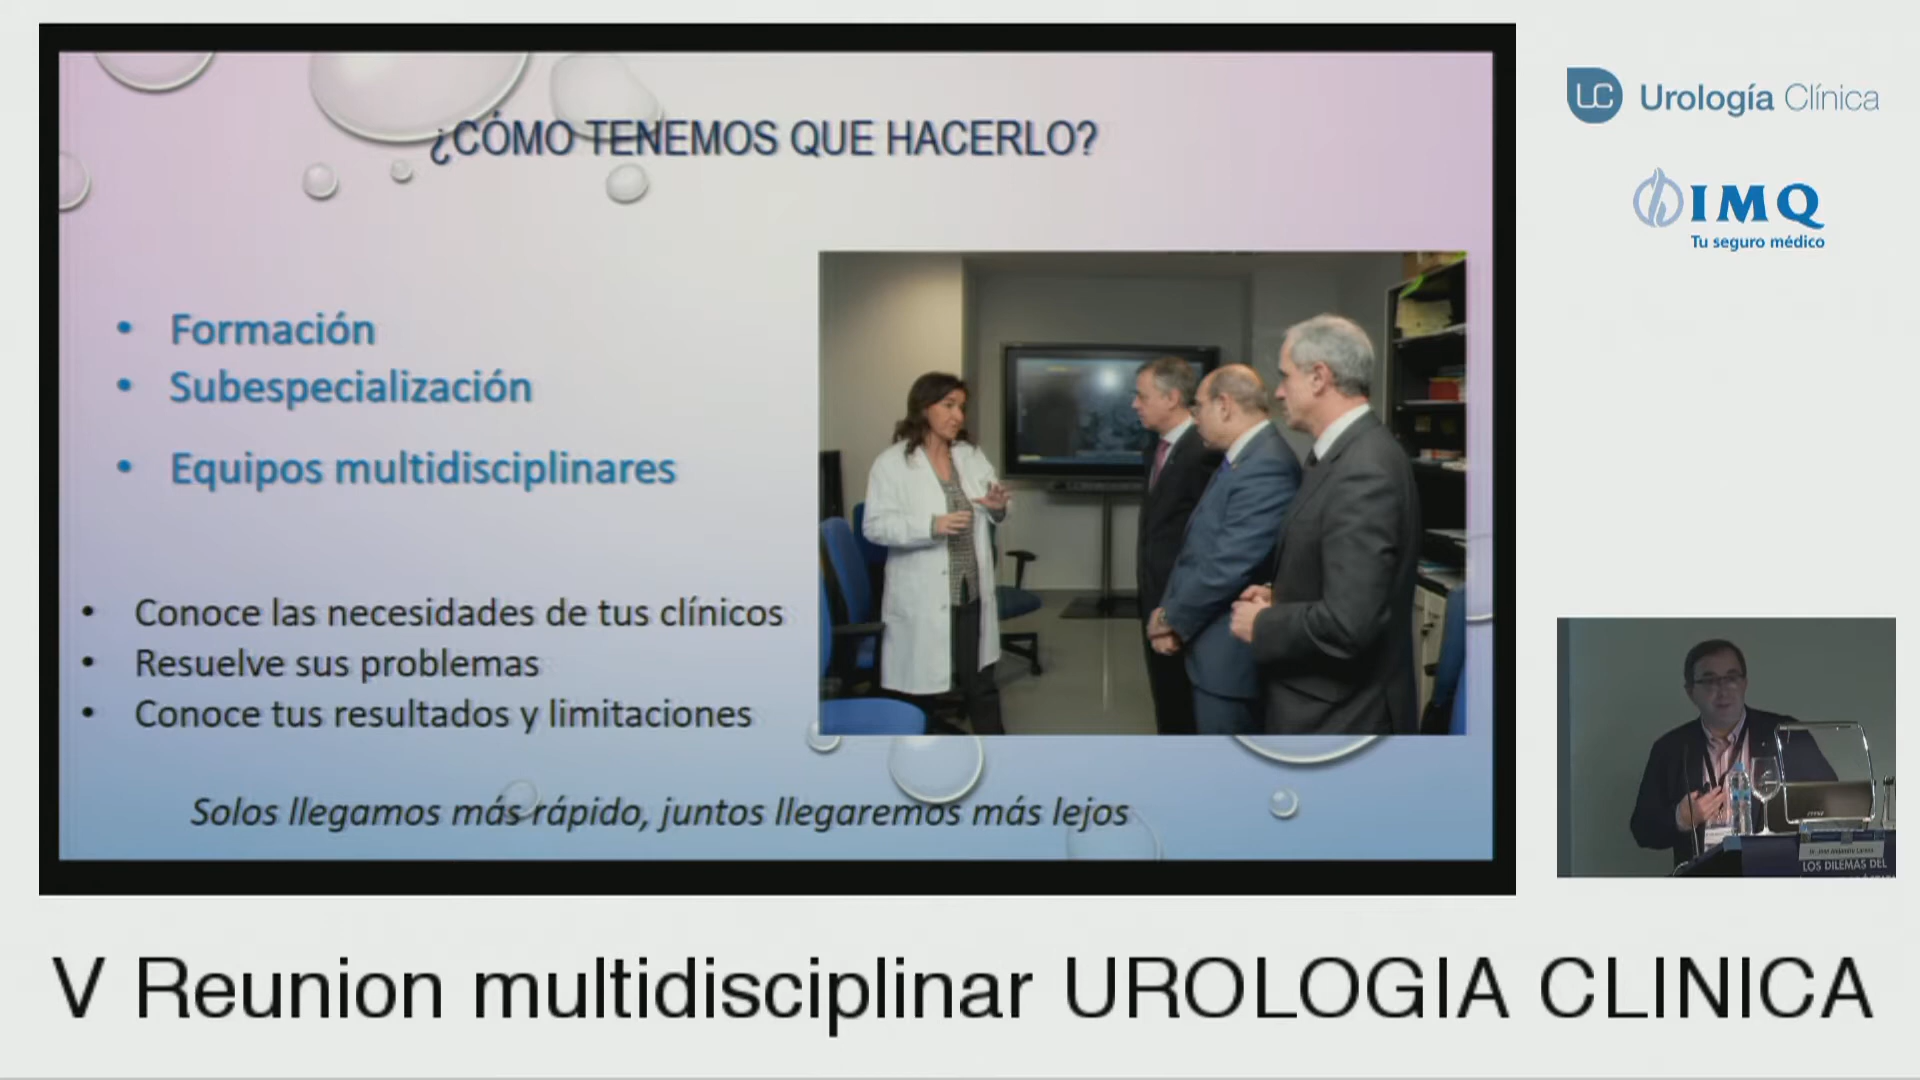 ¿CÓMO TENEMOS QUE HACERLO?
• Formación
• Subespecialización
• Equipos multidisciplinares
• Conoce las necesidades de tus clínicos
• Resuelve sus problemas
• Conoce tus resultados y limitaciones
Solos llegamos más rápido, juntos llegaremos más lejos
UC Urología Clínica
IMQ
Tu seguro médico
LOS DILEMAS DEL
V Reunion multidisciplinar UROLOGIA CLINICA